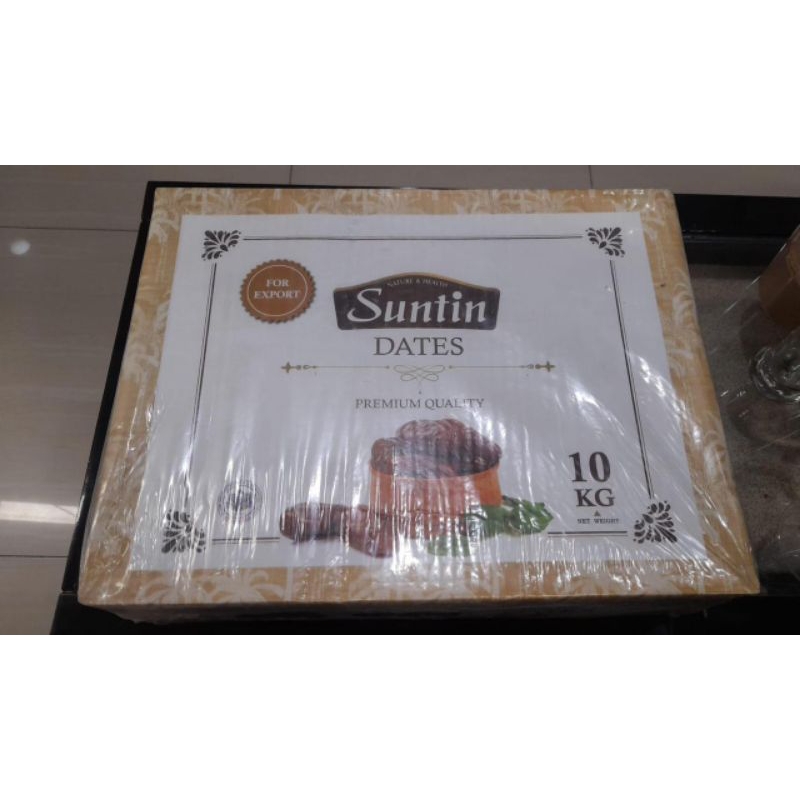 FOR
EXPORT
NATURE & HEALTH
Suntin
DATES
PREMIUM QUALITY
10
KG
NET WEIGHT